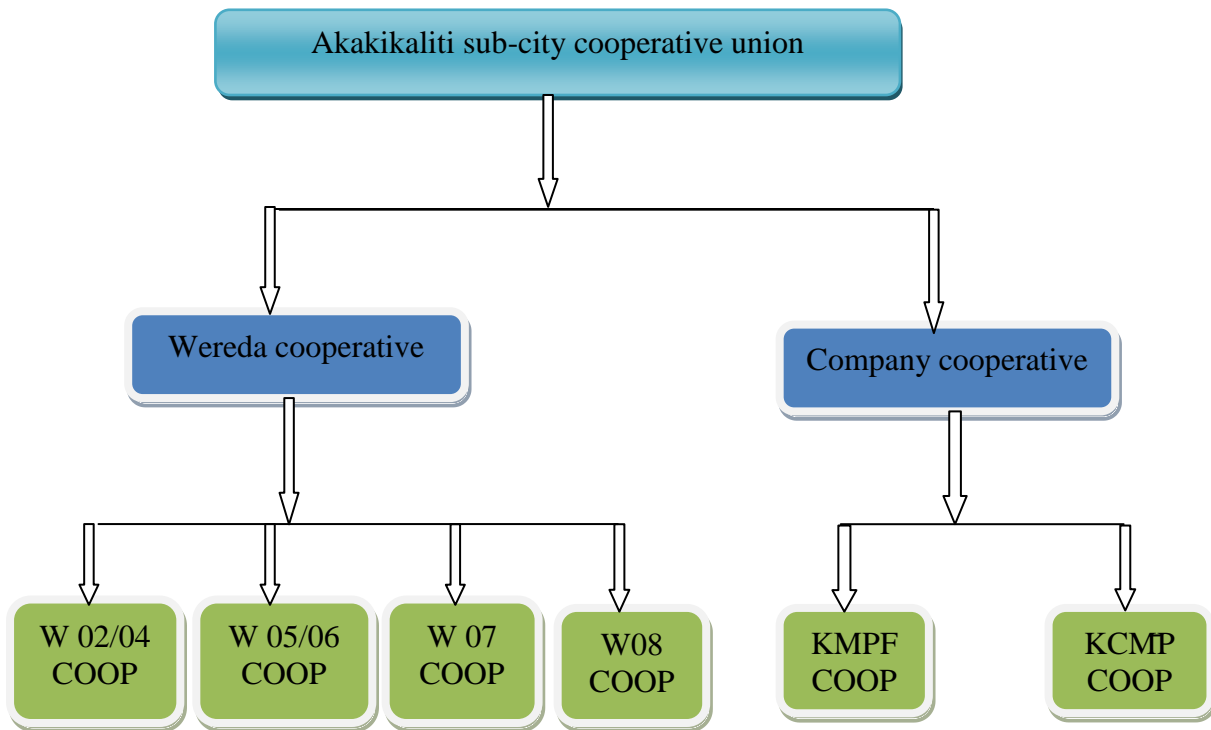 Akakikaliti sub-city cooperative union
Wereda cooperative
Company cooperative
W 02/04
COOP
W 05/06
COOP
W 07
COOP
W08
COOP
KMPF
COOP
KCMP
COOP